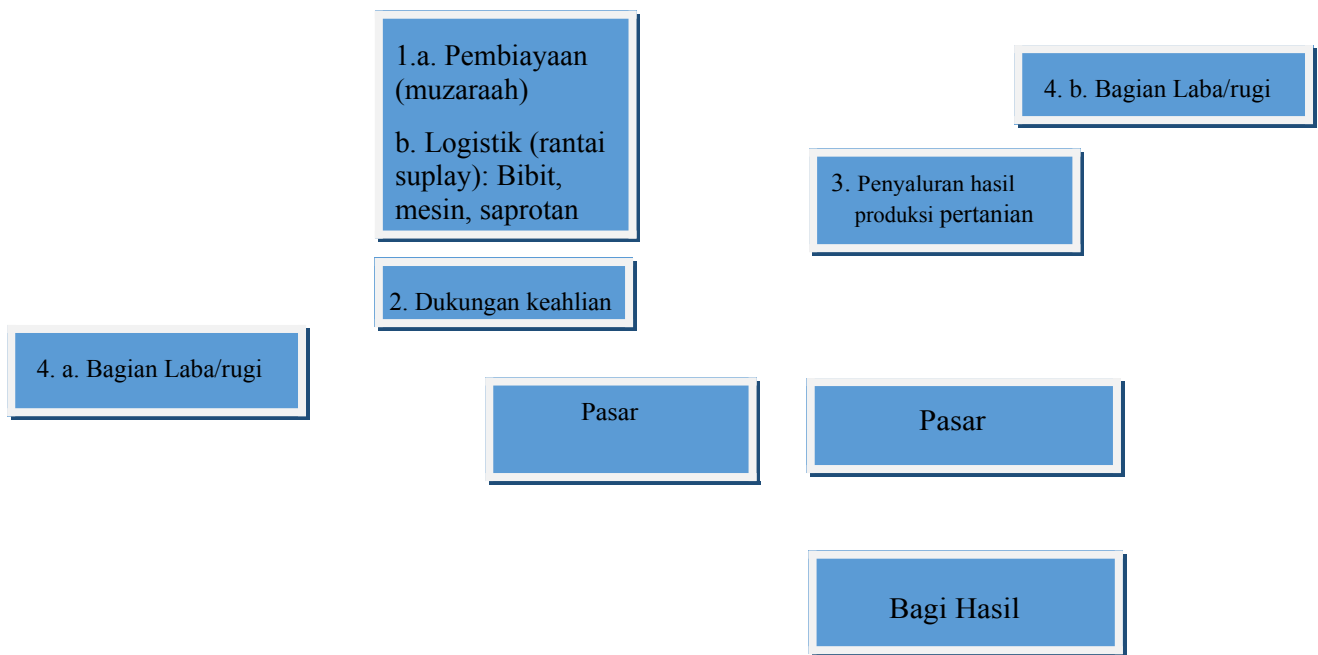 1.a. Pembiayaan
(muzaraah)
b. Logistik (rantai
suplay): Bibit,
mesin, saprotan
4. b. Bagian Laba/rugi
3. Penyaluran hasil
produksi pertanian
2. Dukungan keahlian
4. a. Bagian Laba/rugi
Pasar
Pasar
Bagi Hasil